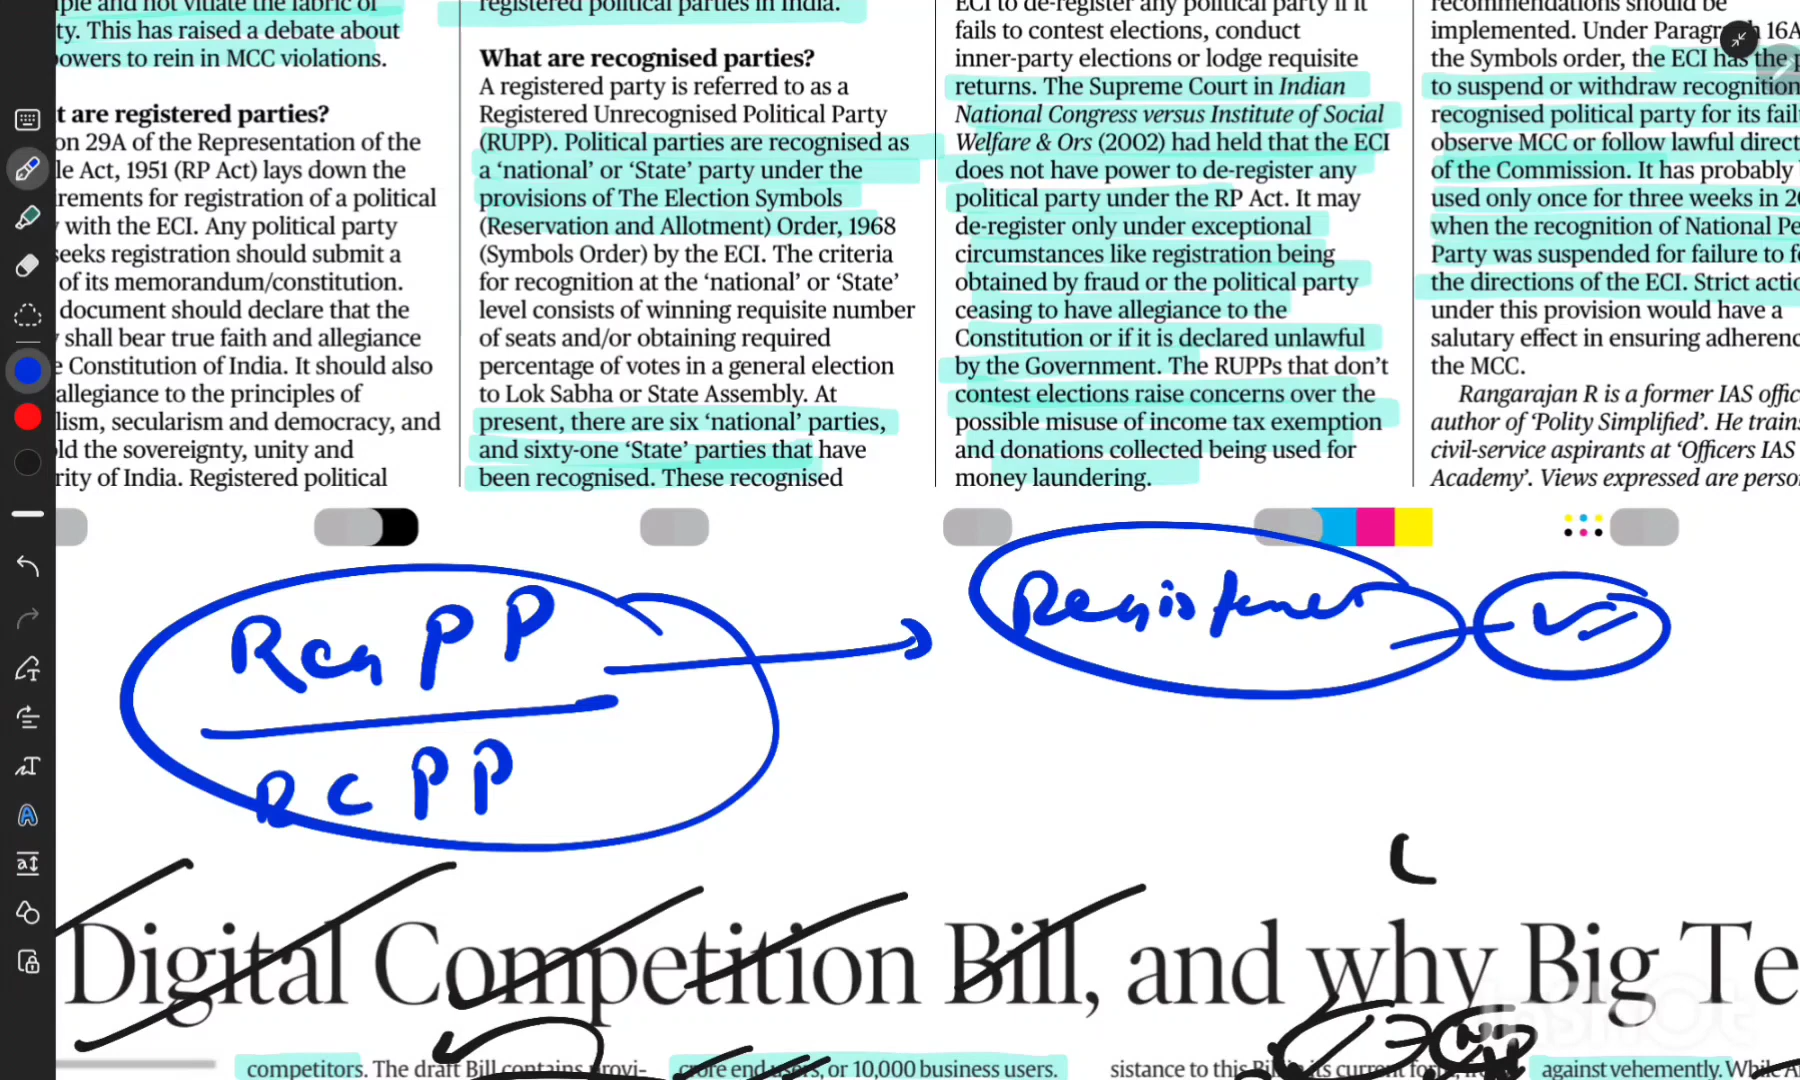 ple and not vitiate the fabric of
ty. This has raised a debate about
powers to rein in MCC violations.
t are registered parties?
on 29A of the Representation of the
le Act, 1951 (RP Act) lays down the
rements for registration of a political
y with the ECI. Any political party
seeks registration should submit a
of its memorandum/constitution.
document should declare that the
y shall bear true faith and allegiance
e Constitution of India. It should also
allegiance to the principles of
lism, secularism and democracy, and
old the sovereignty, unity and
rity of India. Registered political
registered political parties in India.
What are recognised parties?
A registered party is referred to as a
Registered Unrecognised Political Party
(RUPP). Political parties are recognised as
a ‘national’ or ‘State’ party under the
provisions of The Election Symbols
(Reservation and Allotment) Order, 1968
(Symbols Order) by the ECI. The criteria
for recognition at the ‘national’ or ‘State’
level consists of winning requisite number
of seats and/or obtaining required
percentage of votes in a general election
to Lok Sabha or State Assembly. At
present, there are six ‘national’ parties,
and sixty-one ‘State’ parties that have
been recognised. These recognised
ECI to de-register any political party if it
fails to contest elections, conduct
inner-party elections or lodge requisite
returns. The Supreme Court in Indian
National Congress versus Institute of Social
Welfare & Ors (2002) had held that the ECI
does not have power to de-register any
political party under the RP Act. It may
de-register only under exceptional
circumstances like registration being
obtained by fraud or the political party
ceasing to have allegiance to the
Constitution or if it is declared unlawful
by the Government. The RUPPs that don’t
contest elections raise concerns over the
possible misuse of income tax exemption
and donations collected being used for
money laundering.
recommendations should be
implemented. Under Paragr 16A
the Symbols order, the ECI has the p
to suspend or withdraw recognition
recognised political party for its fail
observe MCC or follow lawful direct
of the Commission. It has probably
used only once for three weeks in 20
when the recognition of National Pe
Party was suspended for failure to f
the directions of the ECI. Strict actio
under this provision would have a
salutary effect in ensuring adherenc
the MCC.
Rangarajan R is a former IAS offic
author of ‘Polity Simplified’. He trains
civil-service aspirants at ‘Officers IAS
Academy’. Views expressed are perso
PP
RCPP
Digital Competition Bill, and why Big Te
competitors. The draft Bill contains provi-
crore end users, or 10,000 business users.
sistance to this Bill in its current form,
against vehemently. While
InShot